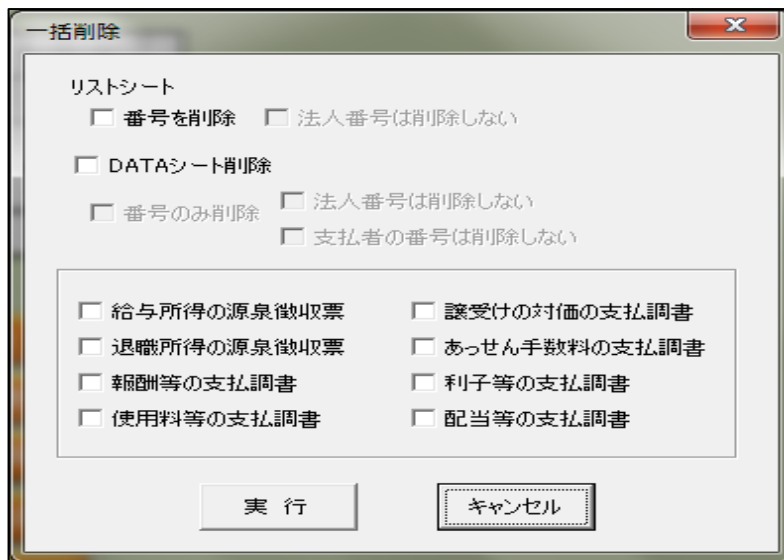 一括削除
リストシート
番号を削除 法人番号は削除しない
DATAシート削除
番号のみ削除 法人番号は削除しない
支払者の番号は削除しない
給与所得の源泉徴収票 譲受けの対価の支払調書
退職所得の源泉徴収票 あっせん手数料の支払調書
報酬等の支払調書 利子等の支払調書
使用料等の支払調書 配当等の支払調書
実 行 キャンセル